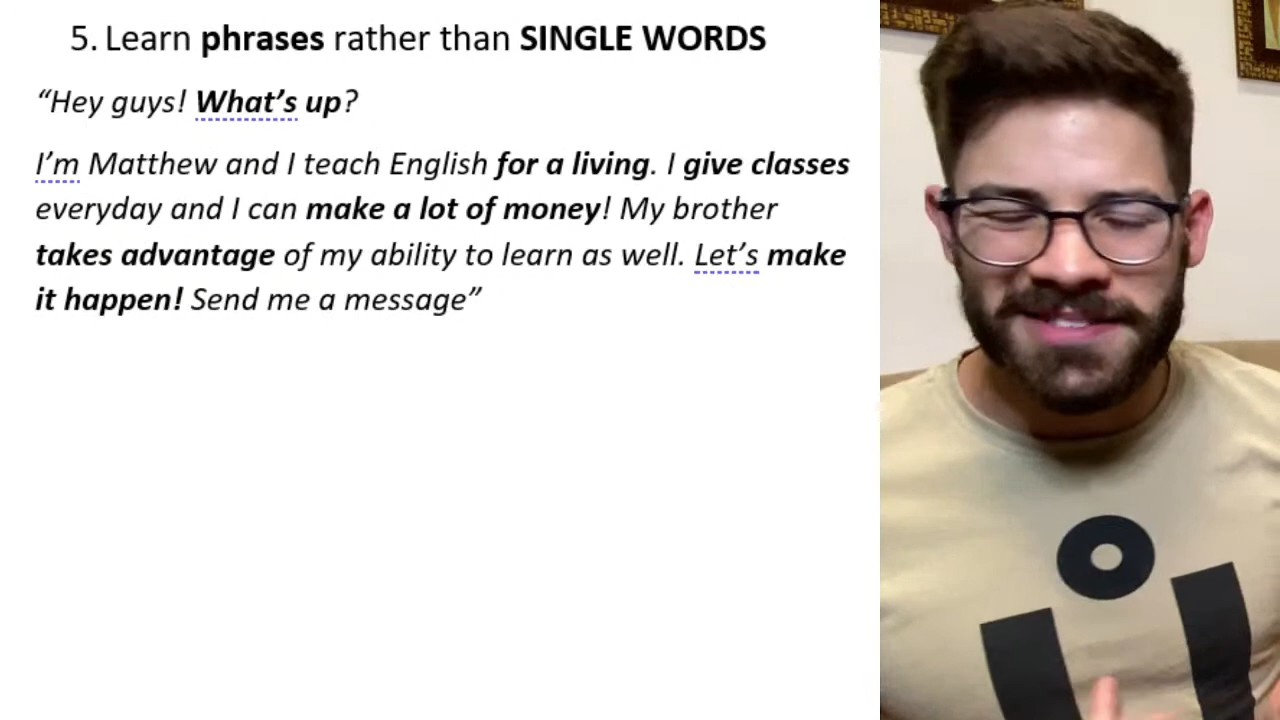 5. Learn phrases rather than SINGLE WORDS
“Hey guys! What’s up?
I’m Matthew and I teach English for a living. I give classes
everyday and I can make a lot of money! My brother
takes advantage of my ability to learn as well. Let’s make
it happen! Send me a message”